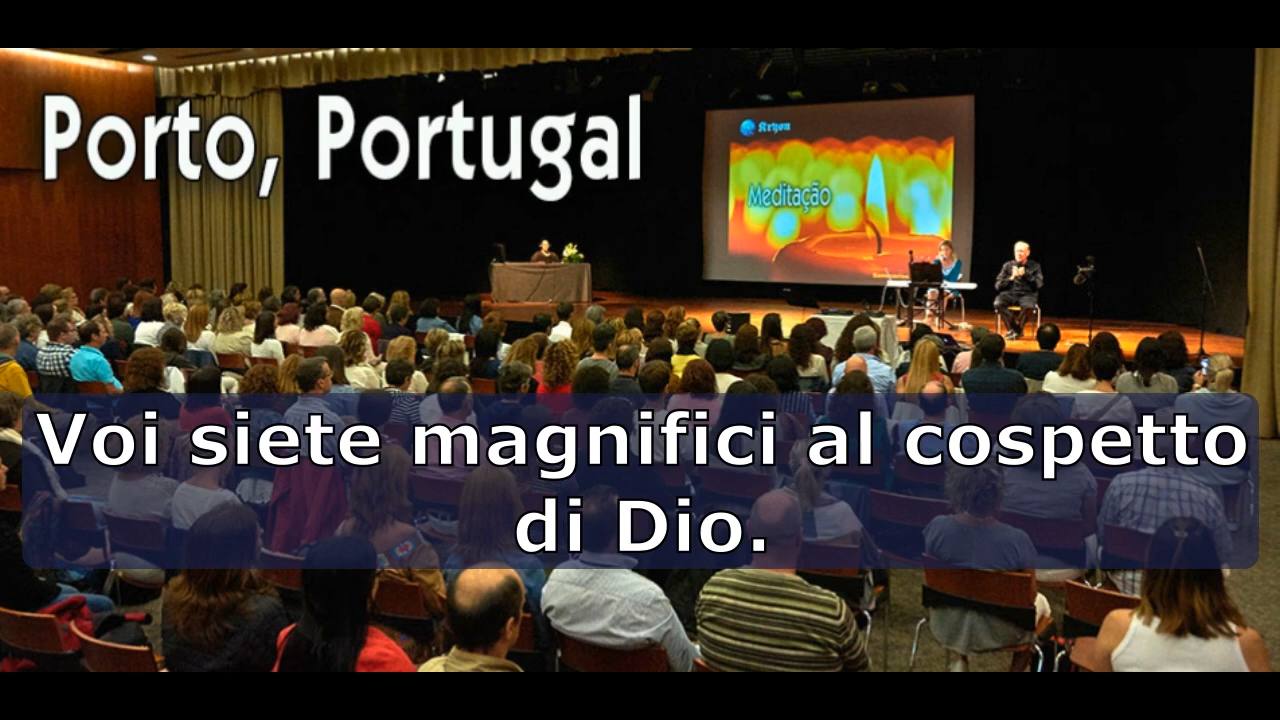 Porto, Portugal
Kryon
Meditação
Voi siete magnifici al cospetto
di Dio.